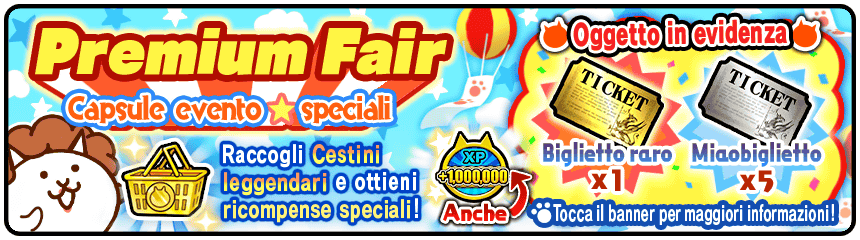 Premium Fair
Capsule evento speciali
Raccogli Cestini
leggendari e ottieni
ricompense speciali!
XP
+1,000,000
Anche
Oggetto in evidenza
TICKET
TICKET
Biglietto raro
x1
Miaobiglietto
x5
Tocca il banner per maggiori informazioni!